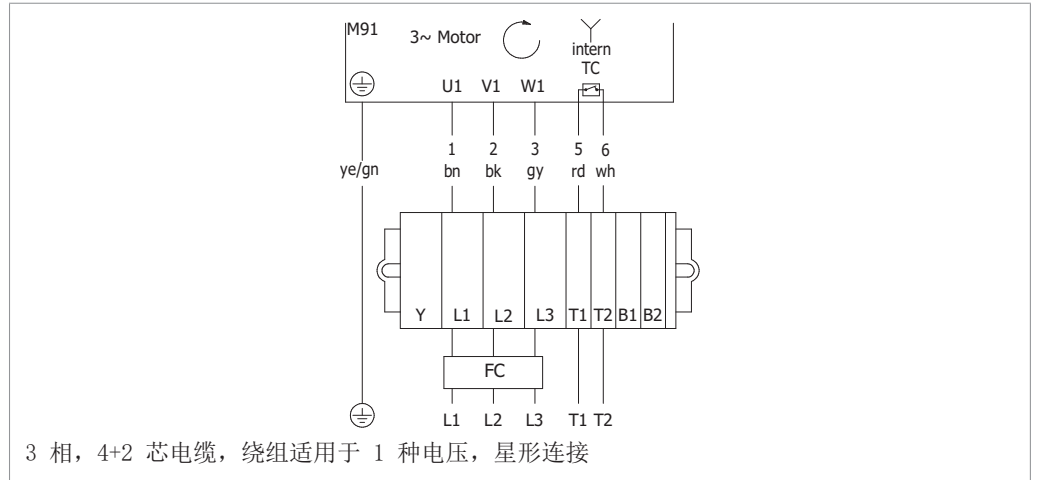 M91
3~ Motor
intern
TC
U1 V1 W1
1 2 3 5 6
ye/gn bn bk gy rd wh
Y L1 L2 L3 T1 T2 B1 B2
FC
L1 L2 L3 T1 T2
3 相，4+2 芯电缆，绕组适用于 1 种电压，星形连接